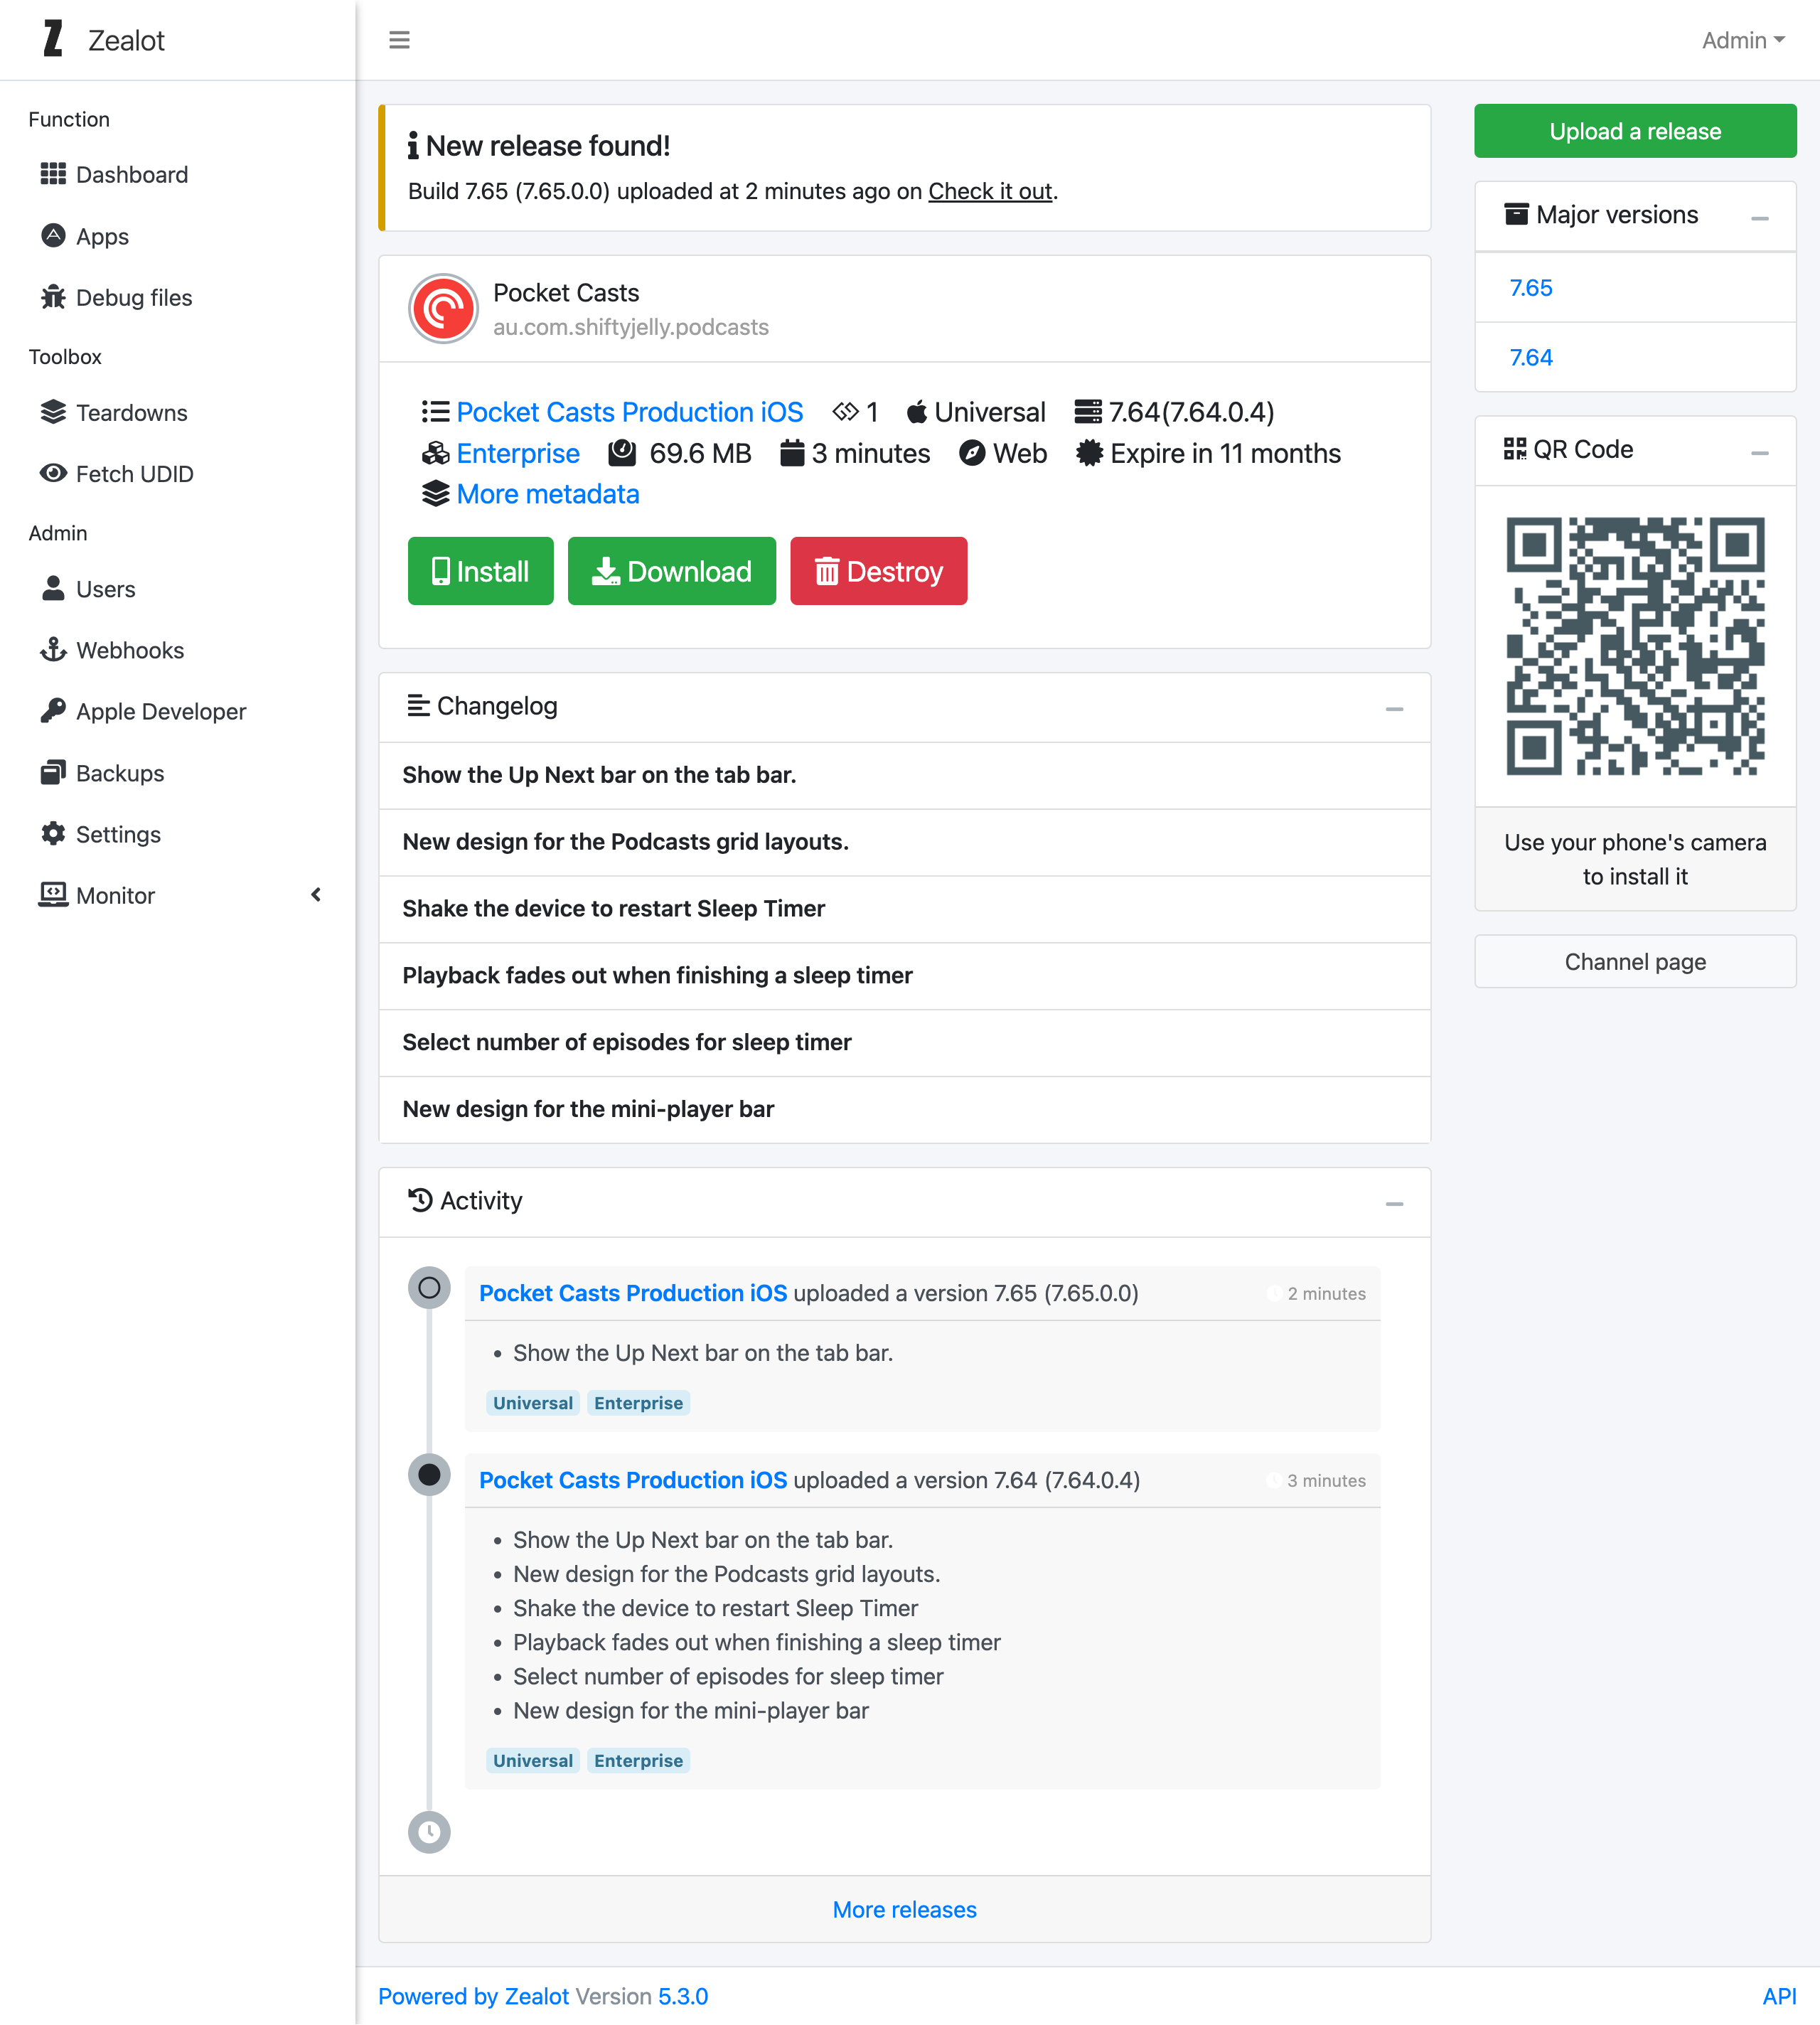 Zealot
Admin
Function
Dashboard
Apps
Debug files
Toolbox
Teardowns
Fetch UDID
Admin
Users
Webhooks
Apple Developer
Backups
Settings
Monitor
New release found!
Build 7.65 (7.65.0.0) uploaded at 2 minutes ago on Check it out.
Pocket Casts
au.com.shiftyjelly.podcasts
Pocket Casts Production iOS 1 Universal 7.64(7.64.0.4)
Enterprise 69.6 MB 3 minutes Web Expire in 11 months
More metadata
Install Download Destroy
Changelog
Show the Up Next bar on the tab bar.
New design for the Podcasts grid layouts.
Shake the device to restart Sleep Timer
Playback fades out when finishing a sleep timer
Select number of episodes for sleep timer
New design for the mini-player bar
Activity
Pocket Casts Production iOS uploaded a version 7.65 (7.65.0.0) 2 minutes
• Show the Up Next bar on the tab bar.
Universal Enterprise
Pocket Casts Production iOS uploaded a version 7.64 (7.64.0.4) 3 minutes
• Show the Up Next bar on the tab bar.
• New design for the Podcasts grid layouts.
• Shake the device to restart Sleep Timer
• Playback fades out when finishing a sleep timer
• Select number of episodes for sleep timer
• New design for the mini-player bar
Universal Enterprise
More releases
Upload a release
Major versions
7.65
7.64
QR Code
Use your phone's camera
to install it
Channel page
Powered by Zealot Version 5.3.0
API